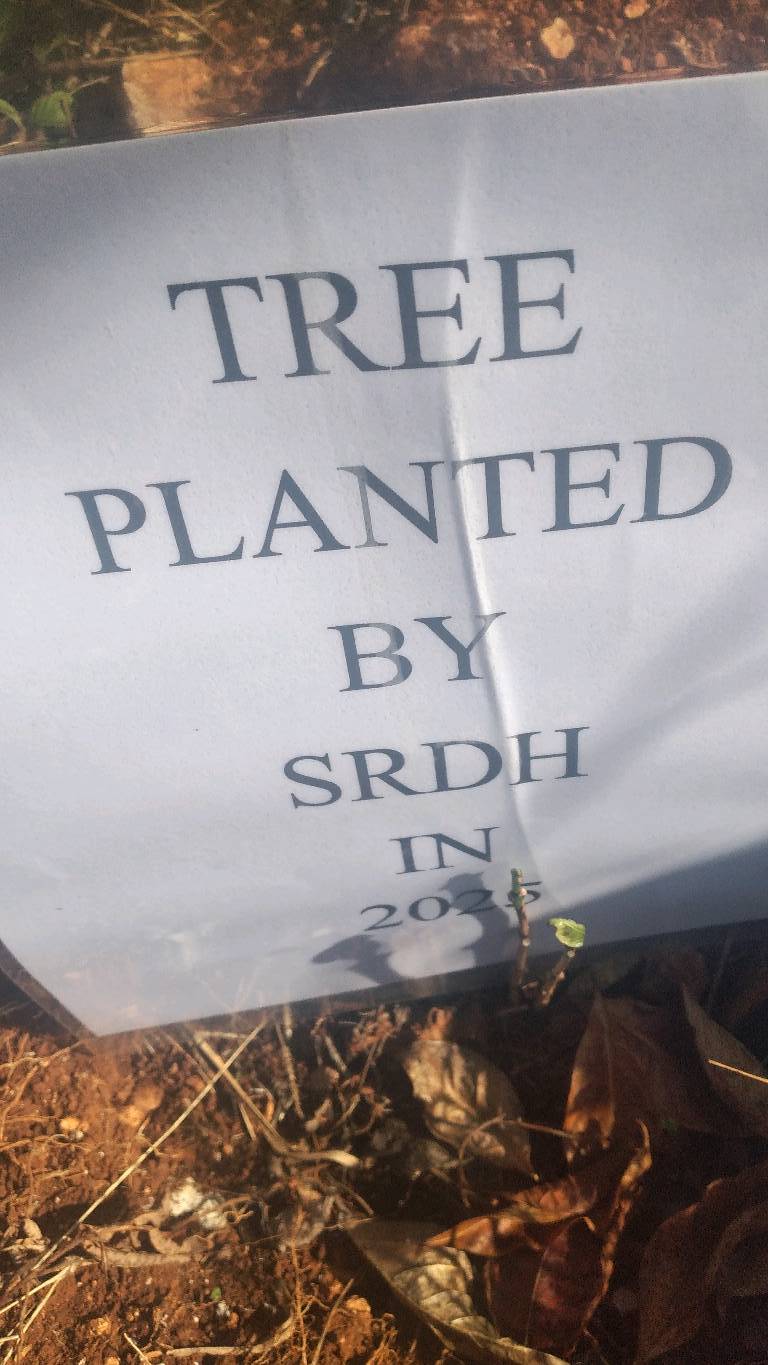 TREE
PLANTED
BY
SRDH
IN
2025